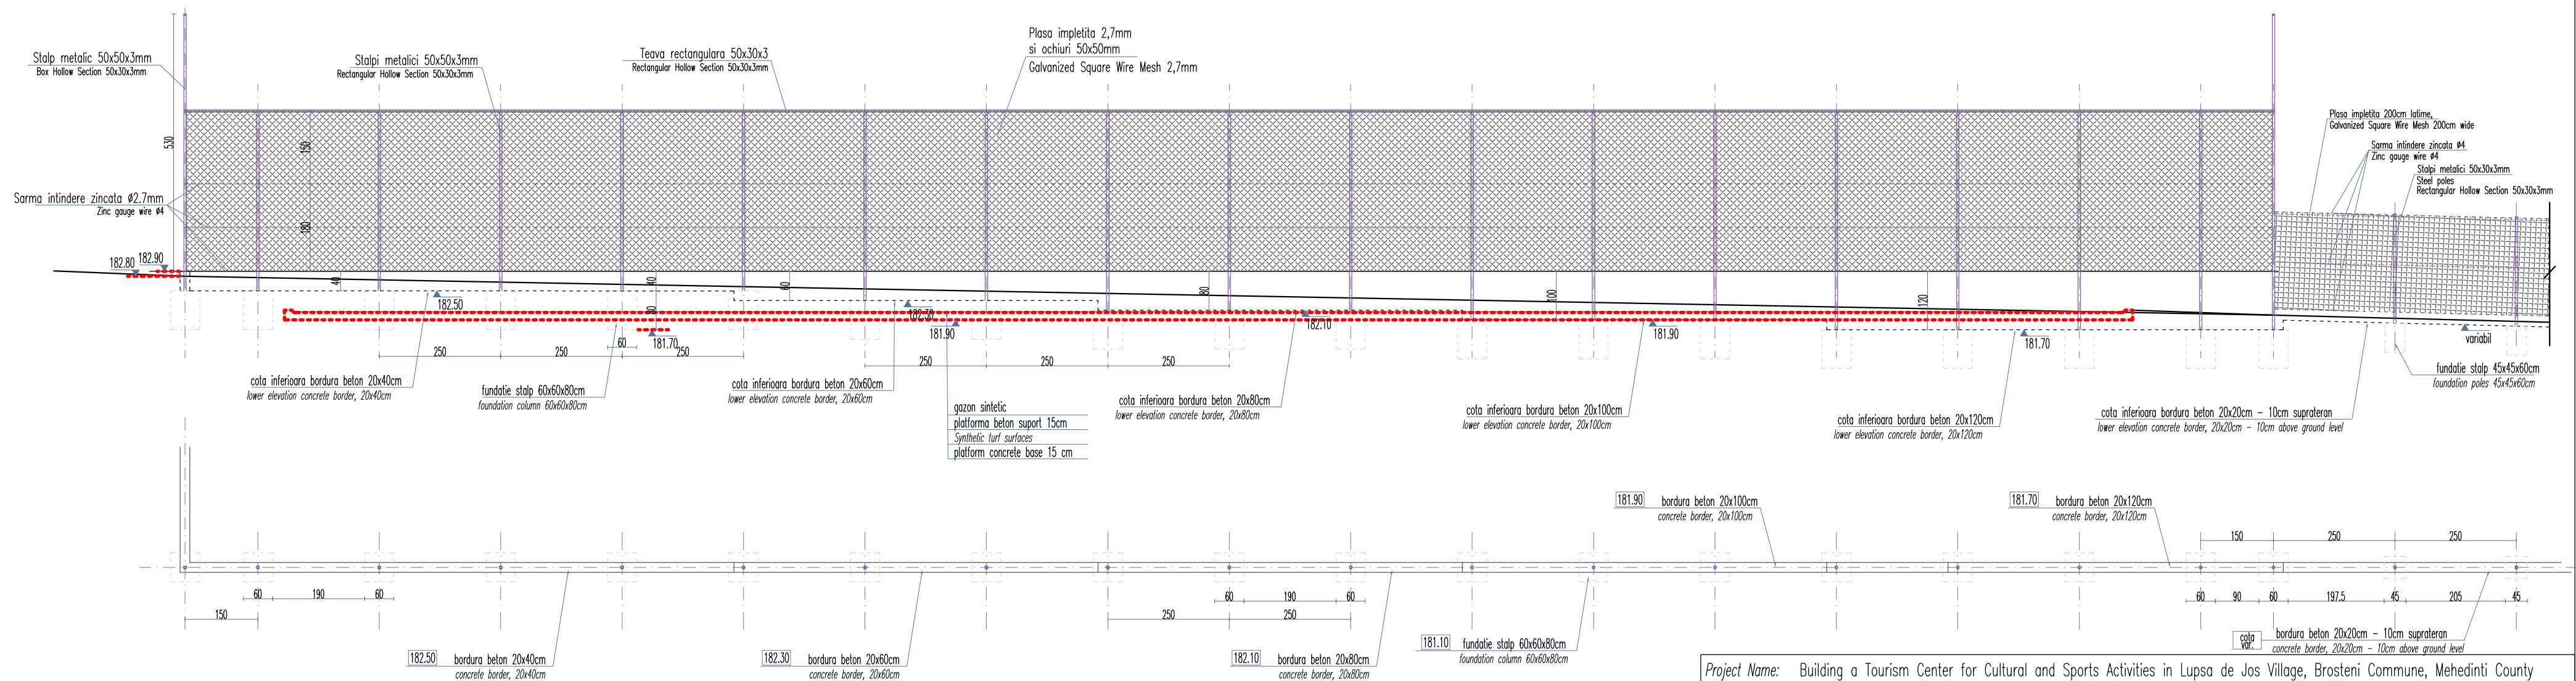 Stalp metalic 50x50x3mm
Box Hollow Section 50x30x3mm
Stalpi metalici 50x50x3mm
Rectangular Hollow Section 50x30x3mm
Teava rectangulara 50x30x3
Rectangular Hollow Section 50x30x3mm
Plasa impletita 2,7mm
si ochiuri 50x50mm
Galvanized Square Wire Mesh 2,7mm
Plasa impletita 200cm latime,
Galvanized Square Wire Mesh 200cm wide
Sarma intindere zincata ø4
Zinc gauge wire ø4
Stalpi metalici 50x30x3mm
Steel poles
Rectangular Hollow Section 50x30x3mm
530
150
180
Sarma intindere zincata Ø2.7mm
Zinc gauge wire ø4
182.80
182.90
40
40
60
80
100
120
182.50
182.30
181.90
182.10
181.90
181.70
181.70
variabil
60
250
250
250
250
250
250
cota inferioara bordura beton 20x40cm
lower elevation concrete border, 20x40cm
fundatie stalp 60x60x80cm
foundation column 60x60x80cm
cota inferioara bordura beton 20x60cm
lower elevation concrete border, 20x60cm
gazon sintetic
platforma beton suport 15cm
Synthetic turf surfaces
platform concrete base 15 cm
cota inferioara bordura beton 20x80cm
lower elevation concrete border, 20x80cm
cota inferioara bordura beton 20x100cm
lower elevation concrete border, 20x100cm
cota inferioara bordura beton 20x120cm
lower elevation concrete border, 20x120cm
cota inferioara bordura beton 20x20cm - 10cm suprateran
lower elevation concrete border, 20x20cm - 10cm above ground level
fundatie stalp 45x45x60cm
foundation poles 45x45x60cm
181.90 bordura beton 20x100cm
concrete border, 20x100cm
181.70 bordura beton 20x120cm
concrete border, 20x120cm
150
250
250
60
190
60
150
60
190
60
250
250
60
90
60
197.5
45
205
45
182.50 bordura beton 20x40cm
concrete border, 20x40cm
182.30 bordura beton 20x60cm
concrete border, 20x60cm
182.10 bordura beton 20x80cm
concrete border, 20x80cm
181.10 fundatie stalp 60x60x80cm
foundation column 60x60x80cm
cota var. bordura beton 20x20cm - 10cm suprateran
concrete border, 20x20cm - 10cm above ground level
Project Name: Building a Tourism Center for Cultural and Sports Activities in Lupsa de Jos Village, Brosteni Commune, Mehedinti County